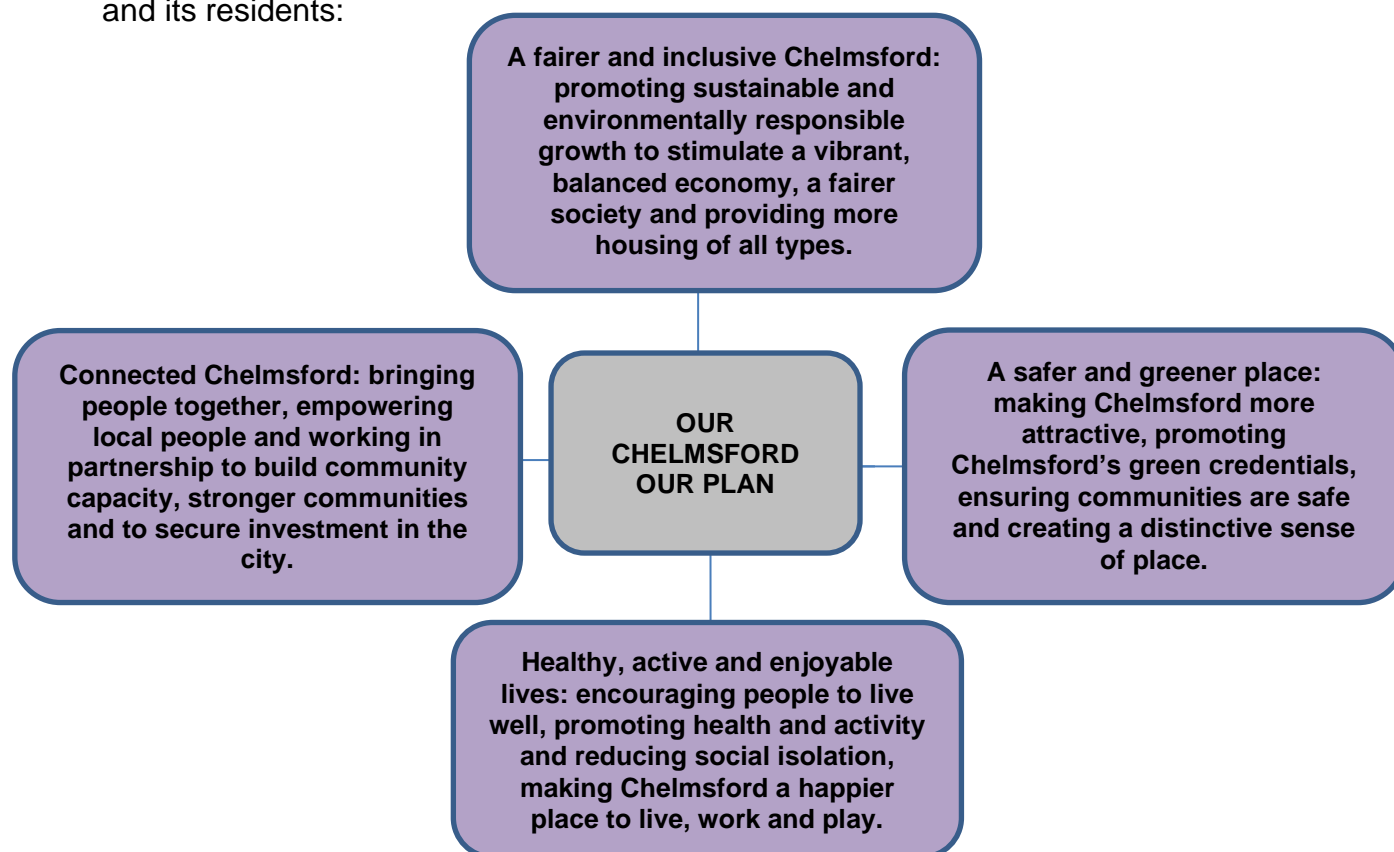 and its residents:
A fairer and inclusive Chelmsford:
promoting sustainable and
environmentally responsible
growth to stimulate a vibrant,
balanced economy, a fairer
society and providing more
housing of all types.
Connected Chelmsford: bringing
people together, empowering
local people and working in
partnership to build community
capacity, stronger communities
and to secure investment in the
city.
OUR
CHELMSFORD
OUR PLAN
A safer and greener place:
making Chelmsford more
attractive, promoting
Chelmsford’s green credentials,
ensuring communities are safe
and creating a distinctive sense
of place.
Healthy, active and enjoyable
lives: encouraging people to live
well, promoting health and activity
and reducing social isolation,
making Chelmsford a happier
place to live, work and play.